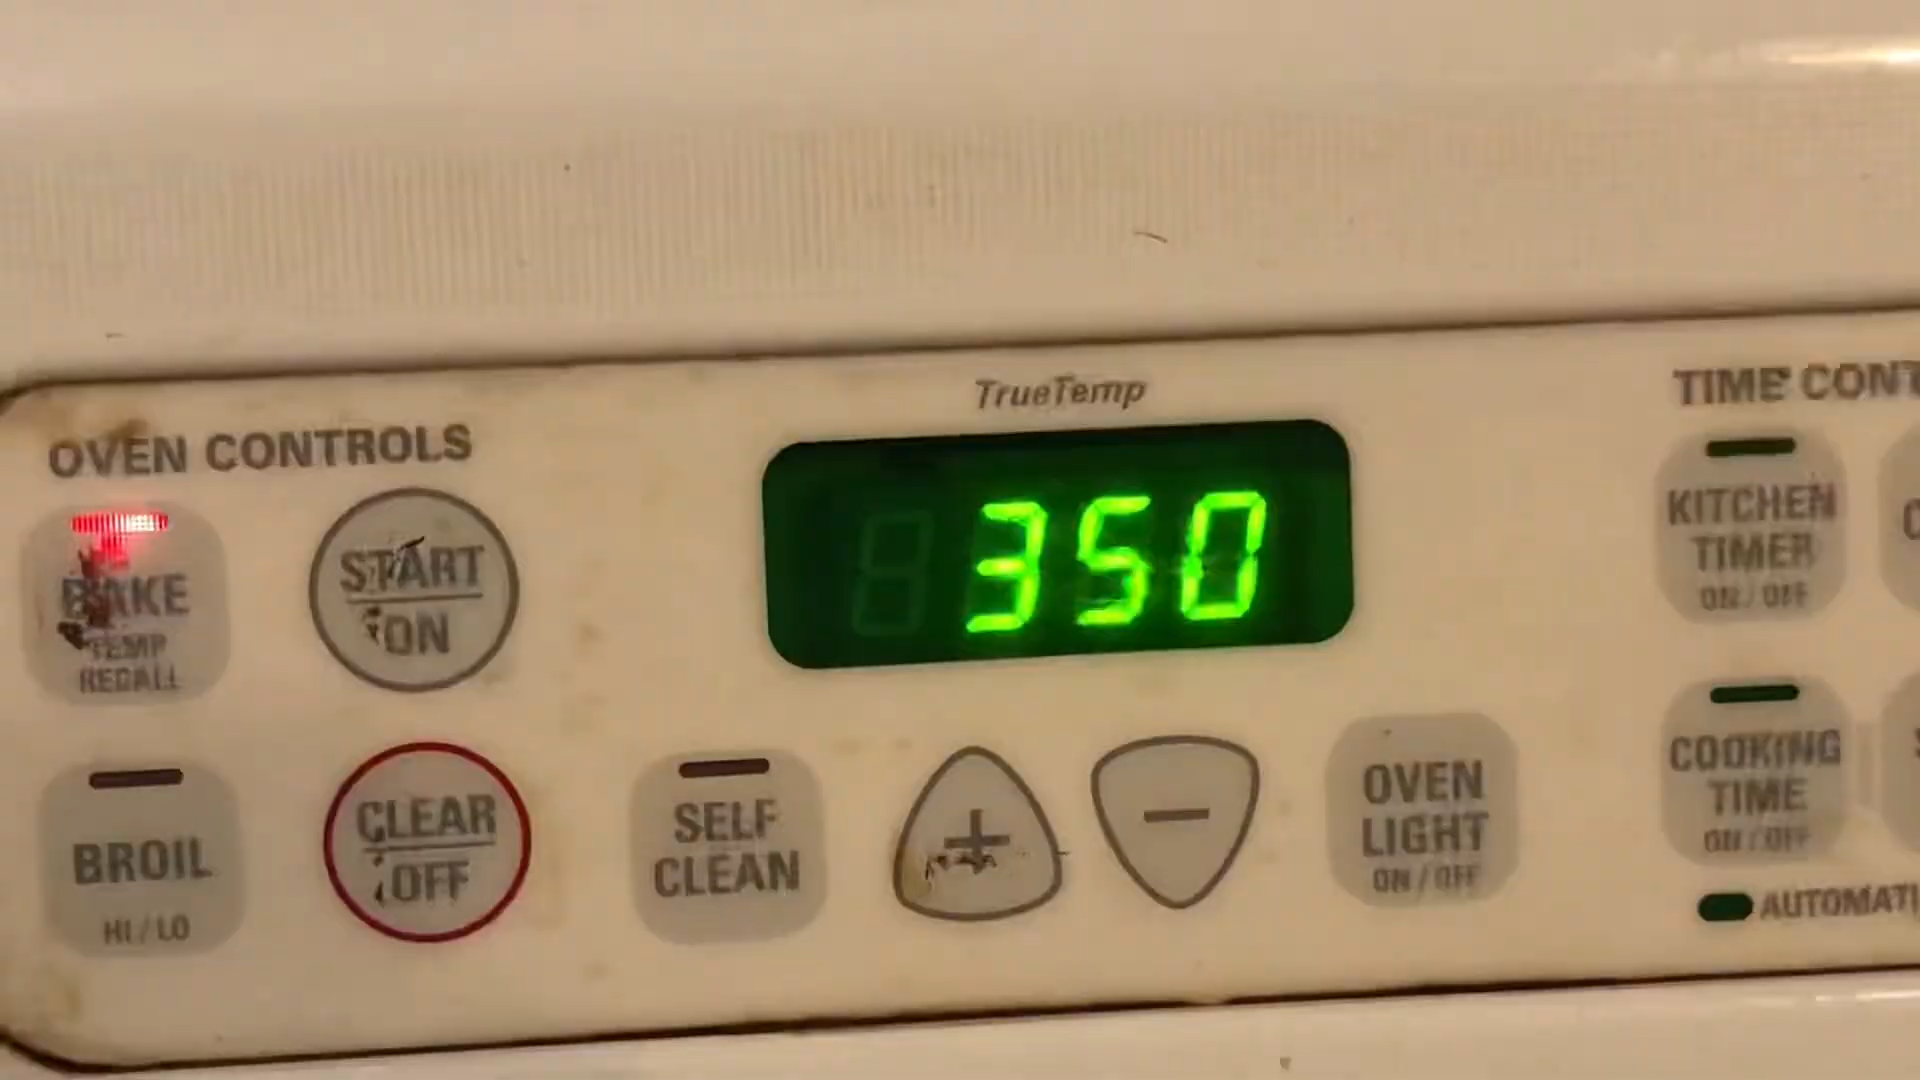 TrueTemp
OVEN CONTROLS
TIME CONT
BAKE
TEMP
RECALL
START
ON
350
KITCHEN
TIMER
ON / OFF
BROIL
HI / LO
CLEAR
OFF
SELF
CLEAN
+
−
OVEN
LIGHT
ON / OFF
COOKING
TIME
ON / OFF
AUTOMATI